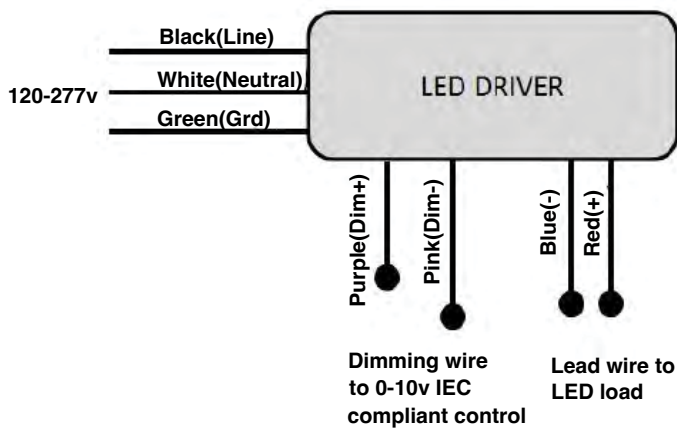 Black(Line)
White(Neutral)
120-277v
Green(Grd)
LED DRIVER
Purple(Dim+)
Pink(Dim-)
Blue(-)
Red(+)
Dimming wire
to 0-10v IEC
compliant control
Lead wire to
LED load